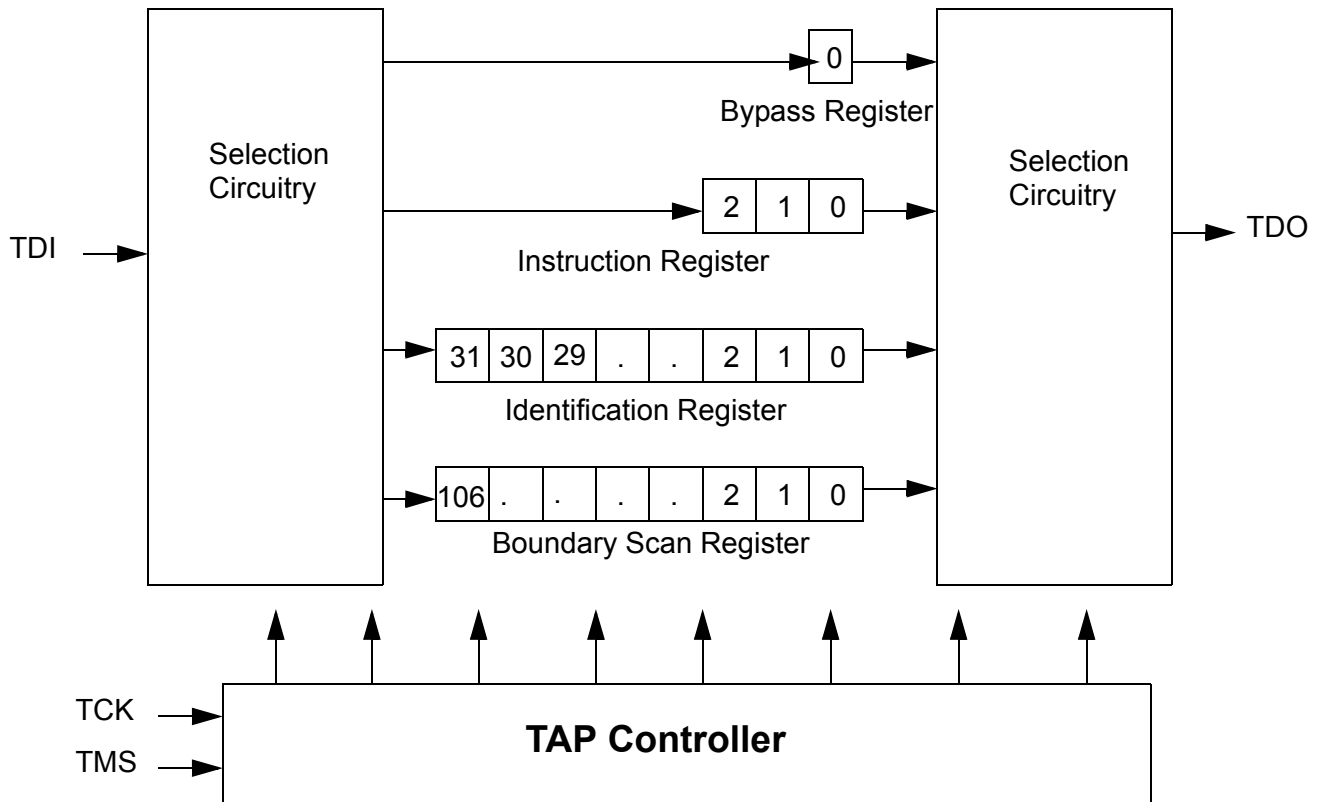 0
Bypass Register
Selection
Circuitry
Selection
Circuitry
2 1 0
Instruction Register
TDI
TDO
31 30 29 . . 2 1 0
Identification Register
106 . . . . 2 1 0
Boundary Scan Register
TCK
TMS
TAP Controller